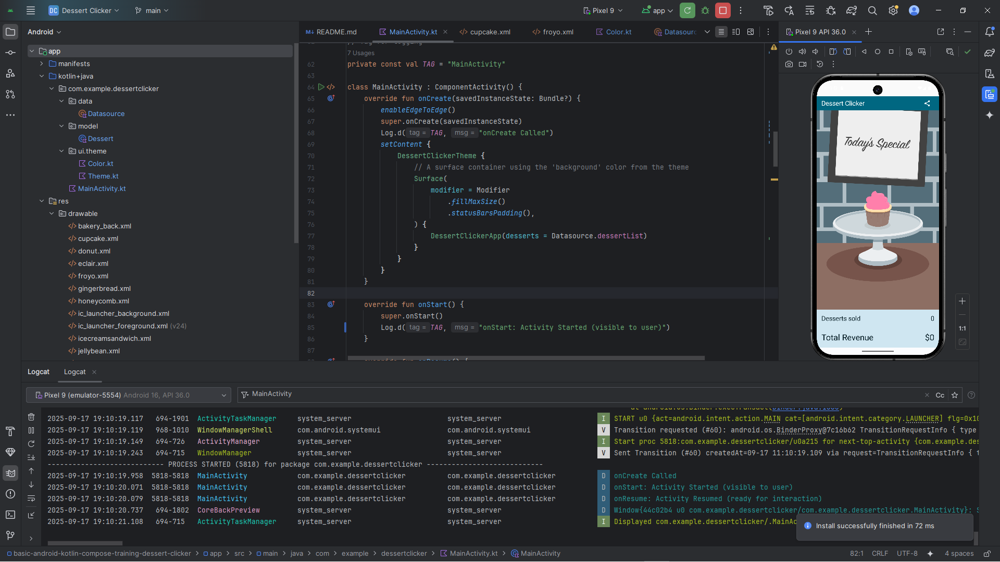 DC Dessert Clicker main Pixel 9 app
Android
app
manifests
kotlin+java
com.example.dessertclicker
data
Datasource
model
Dessert
ui.theme
Color.kt
Theme.kt
MainActivity.kt
res
drawable
bakery_back.xml
cupcake.xml
donut.xml
eclair.xml
froyo.xml
gingerbread.xml
honeycomb.xml
ic_launcher_background.xml
ic_launcher_foreground.xml (v24)
icecreamsandwich.xml
jellybean.xml
README.md MainActivity.kt cupcake.xml froyo.xml Color.kt Datasour
7 Usages
62 private const val TAG = "MainActivity"
63
64 class MainActivity : ComponentActivity() {
65 override fun onCreate(savedInstanceState: Bundle?) {
66 enableEdgeToEdge()
67 super.onCreate(savedInstanceState)
68 Log.d( tag = TAG, msg = "onCreate Called")
69 setContent {
70 DessertClickerTheme {
71 // A surface container using the 'background' color from the theme
72 Surface(
73 modifier = Modifier
74 .fillMaxSize()
75 .statusBarsPadding(),
76 ) {
77 DessertClickerApp(desserts = Datasource.dessertList)
78 }
79 }
80 }
81 }
82
83 override fun onStart() {
84 super.onStart()
85 Log.d( tag = TAG, msg = "onStart: Activity Started (visible to user)")
86 }
87
Pixel 9 API 36.0
Dessert Clicker
Today's Special
Desserts sold 0
Total Revenue $0
1:1
Logcat Logcat
Pixel 9 (emulator-5554) Android 16, API 36.0 MainActivity Cc
2025-09-17 19:10:19.117 694-1901 ActivityTaskManager system_server system_server I START u0 {act=android.intent.action.MAIN cat=[android.intent.category.LAUNCHER] flg=0x10
2025-09-17 19:10:19.119 968-1010 WindowManagerShell com.android.systemui com.android.systemui V Transition requested (#60): android.os.BinderProxy@7c16b62 TransitionRequestInfo { type
2025-09-17 19:10:19.149 694-726 ActivityManager system_server system_server I Start proc 5818:com.example.dessertclicker/u0a215 for next-top-activity {com.example.des
2025-09-17 19:10:19.243 694-715 WindowManager system_server system_server V Sent Transition (#60) createdAt=09-17 11:10:19.109 via request=TransitionRequestInfo { t
---------------------------- PROCESS STARTED (5818) for package com.example.dessertclicker ----------------------------
2025-09-17 19:10:19.958 5818-5818 MainActivity com.example.dessertclicker com.example.dessertclicker D onCreate Called
2025-09-17 19:10:20.071 5818-5818 MainActivity com.example.dessertclicker com.example.dessertclicker D onStart: Activity Started (visible to user)
2025-09-17 19:10:20.079 5818-5818 MainActivity com.example.dessertclicker com.example.dessertclicker D onResume: Activity Resumed (ready for interaction)
2025-09-17 19:10:20.737 694-1802 CoreBackPreview system_server system_server D Window{44c02b4 u0 com.example.dessertclicker/com.example.dessertclicker.MainActivity}: S
2025-09-17 19:10:21.108 694-715 ActivityTaskManager system_server system_server I Displayed com.example.dessertclicker/.MainAc
Install successfully finished in 72 ms
basic-android-kotlin-compose-training-dessert-clicker app src main java com example dessertclicker MainActivity.kt MainActivity 82:1 CRLF UTF-8 4 spaces